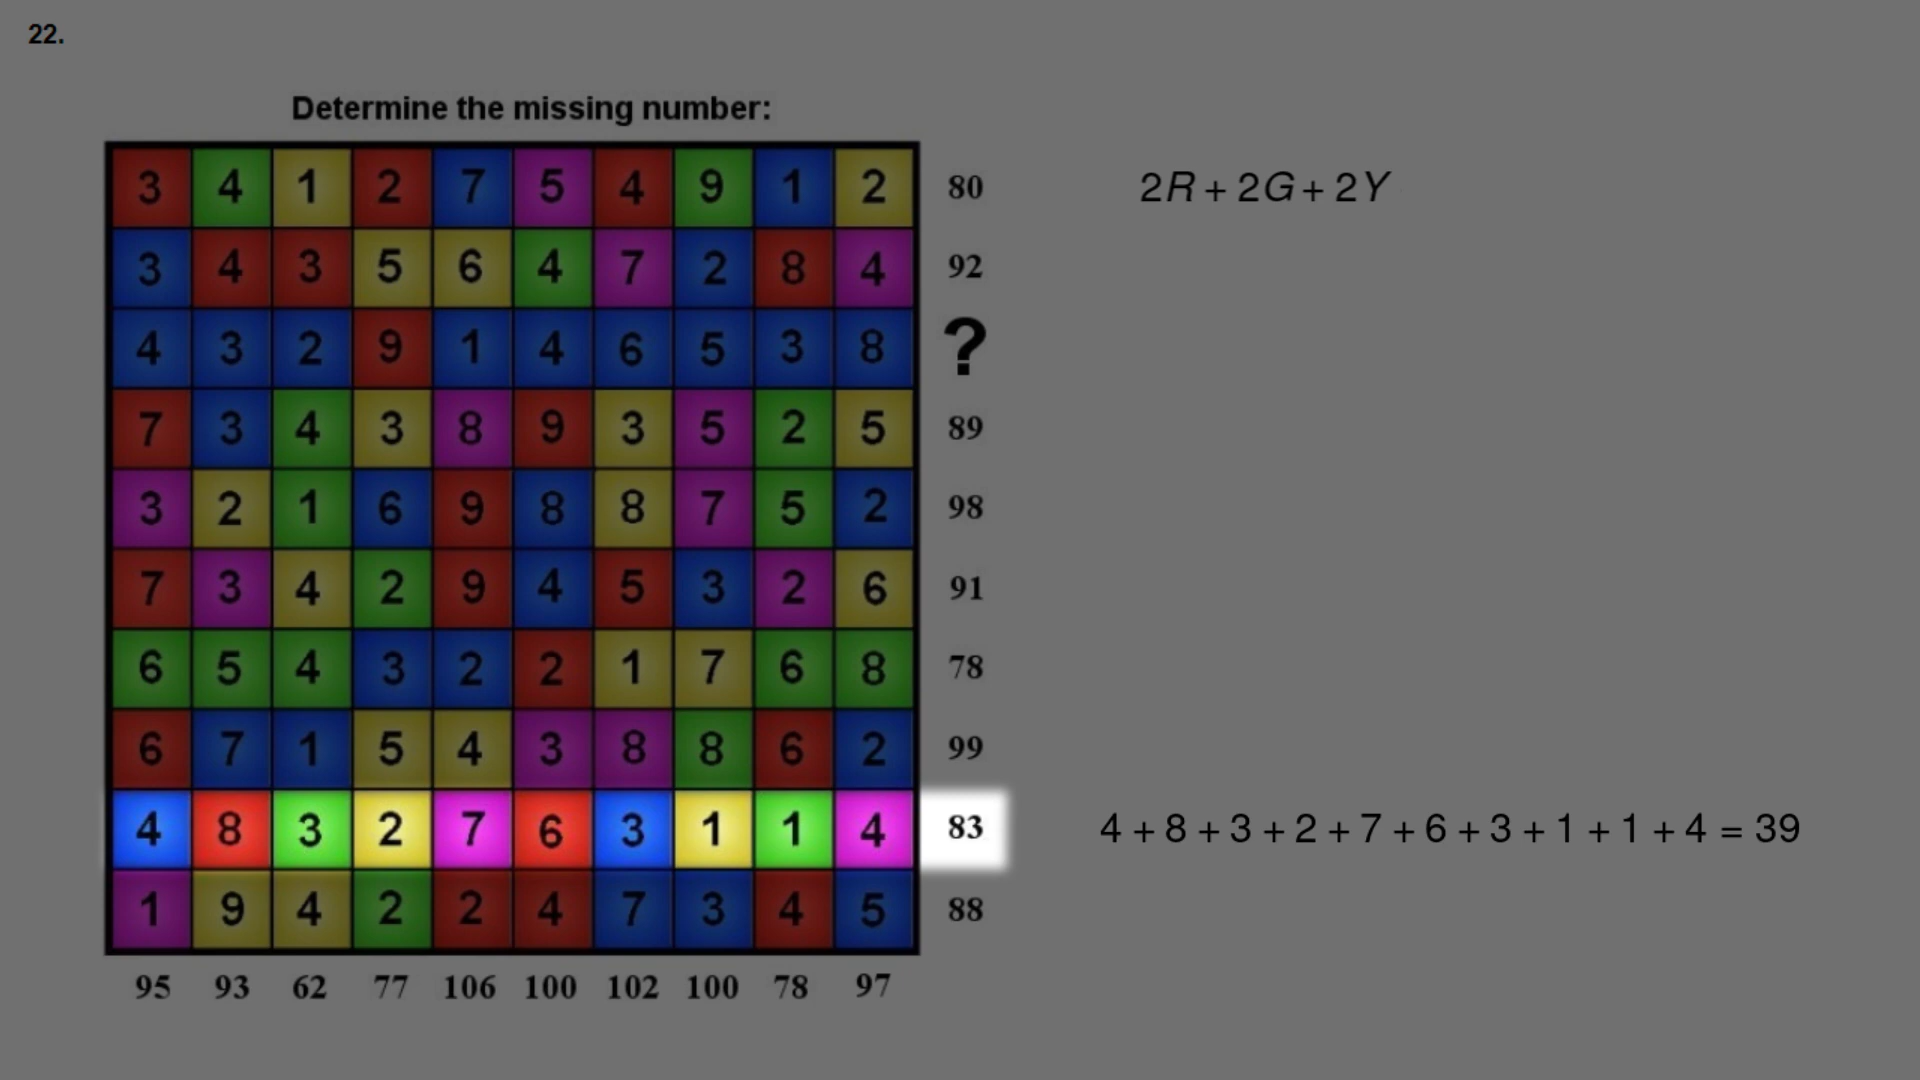 22.
Determine the missing number:
3 4 1 2 7 5 4 9 1 2 80 2R + 2G + 2Y
3 4 3 5 6 4 7 2 8 4 92
4 3 2 9 1 4 6 5 3 8 ?
7 3 4 3 8 9 3 5 2 5 89
3 2 1 6 9 8 8 7 5 2 98
7 3 4 2 9 4 5 3 2 6 91
6 5 4 3 2 2 1 7 6 8 78
6 7 1 5 4 3 8 8 6 2 99
4 8 3 2 7 6 3 1 1 4 83 4 + 8 + 3 + 2 + 7 + 6 + 3 + 1 + 1 + 4 = 39
1 9 4 2 2 4 7 3 4 5 88
95 93 62 77 106 100 102 100 78 97